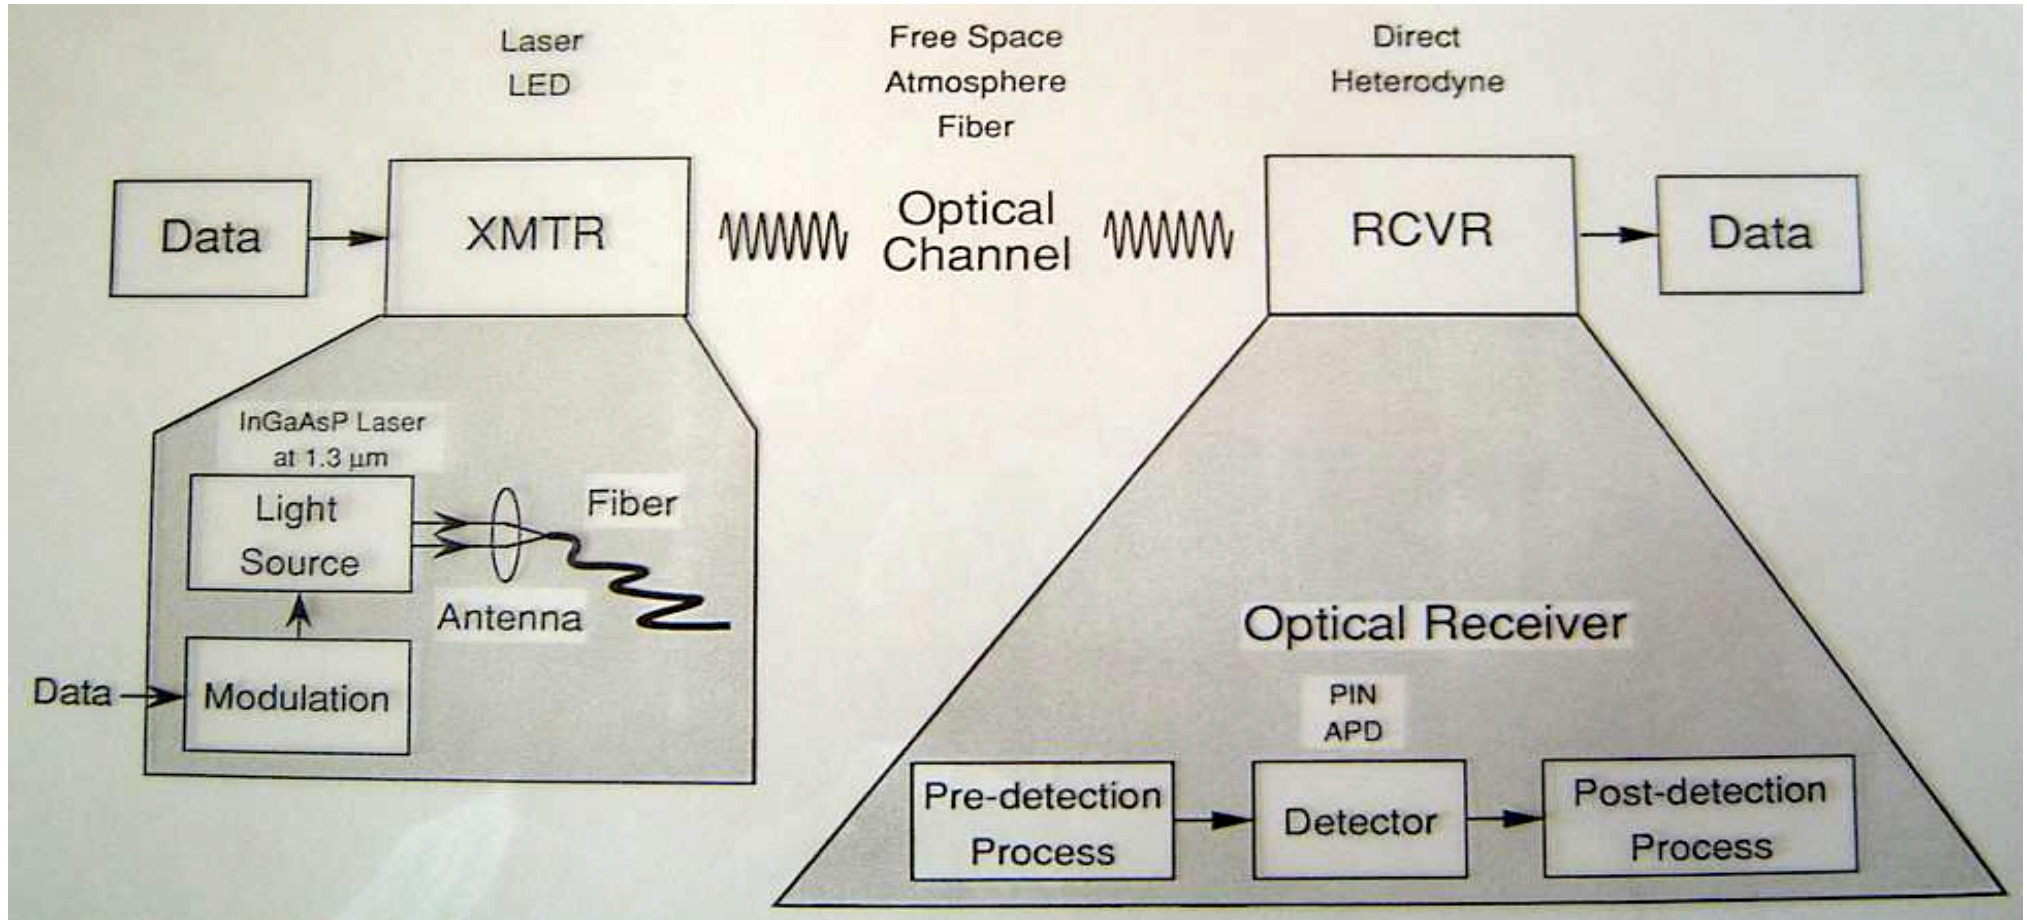 Laser
LED
Free Space
Atmosphere
Fiber
Direct
Heterodyne
Data
XMTR
Optical
Channel
RCVR
Data
InGaAsP Laser
at 1.3 μm
Light
Source
Fiber
Antenna
Data
Modulation
Optical Receiver
PIN
APD
Pre-detection
Process
Detector
Post-detection
Process